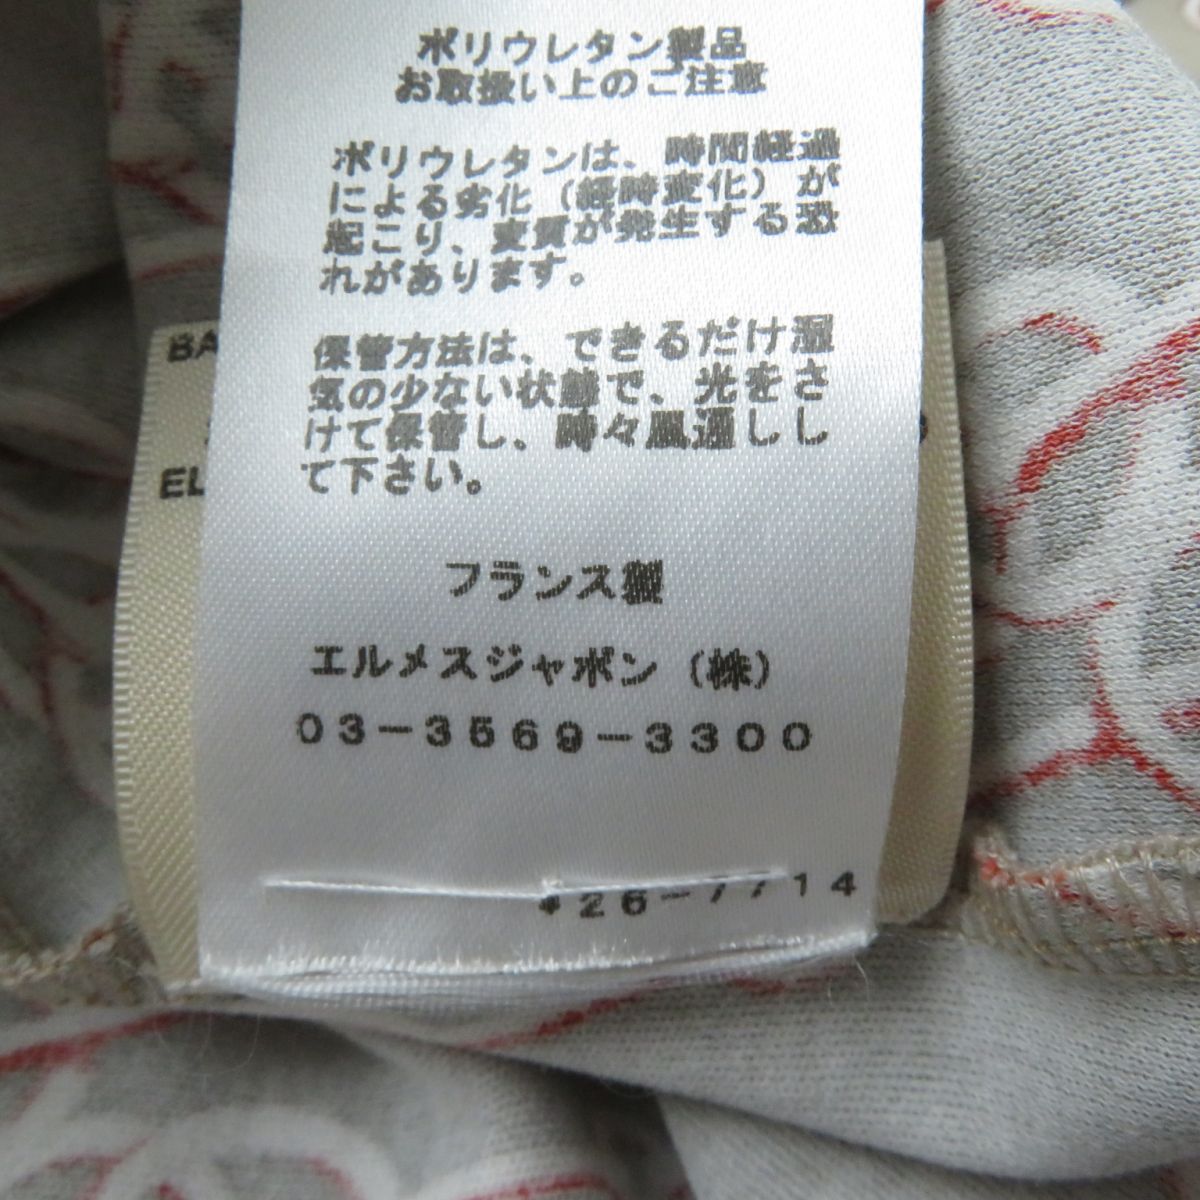 ポリウレタン製品
お取扱い上のご注意
ポリウレタンは、時間経過
による劣化（経時変化）が
起こり、変質が発生する恐
れがあります。
保管方法は、できるだけ湿
気の少ない状態で、光をさ
けて保管し、時々風通しし
て下さい。
フランス製
エルメスジャポン（株）
03-3569-3300
26-7714
BA
EL